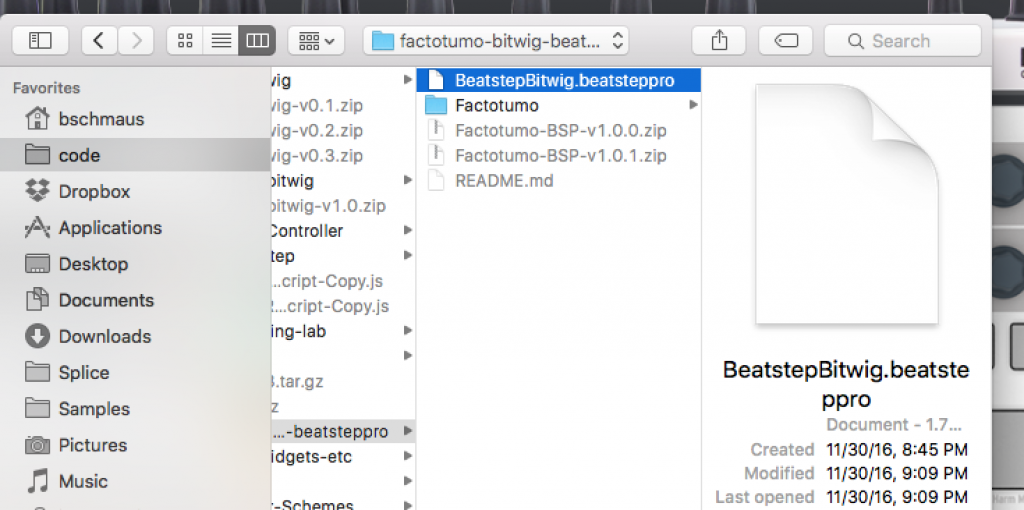 factotumo-bitwig-beat...
Search
Favorites
bschmaus
code
Dropbox
Applications
Desktop
Documents
Downloads
Splice
Samples
Pictures
Music
wig
wig-v0.1.zip
wig-v0.2.zip
wig-v0.3.zip
bitwig
bitwig-v1.0.zip
Controller
tep
...cript-Copy.js
R...cript-Copy.js
ing-lab
.tar.gz
z
...-beatsteppro
idgets-etc
r-Schemes
BeatstepBitwig.beatsteppro
Factotumo
Factotumo-BSP-v1.0.0.zip
Factotumo-BSP-v1.0.1.zip
README.md
BeatstepBitwig.beatste
ppro
Document - 1.7...
Created 11/30/16, 8:45 PM
Modified 11/30/16, 9:09 PM
Last opened 11/30/16, 9:09 PM